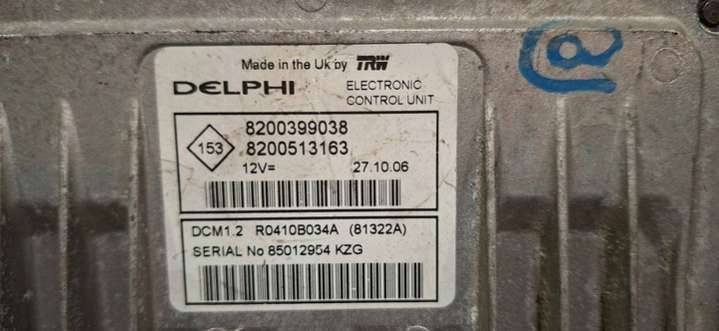 Made in the Uk by TRW
DELPHI ELECTRONIC
CONTROL UNIT
8200399038
153 8200513163
12V= 27.10.06
DCM1.2 R0410B034A (81322A)
SERIAL No 85012954 KZG